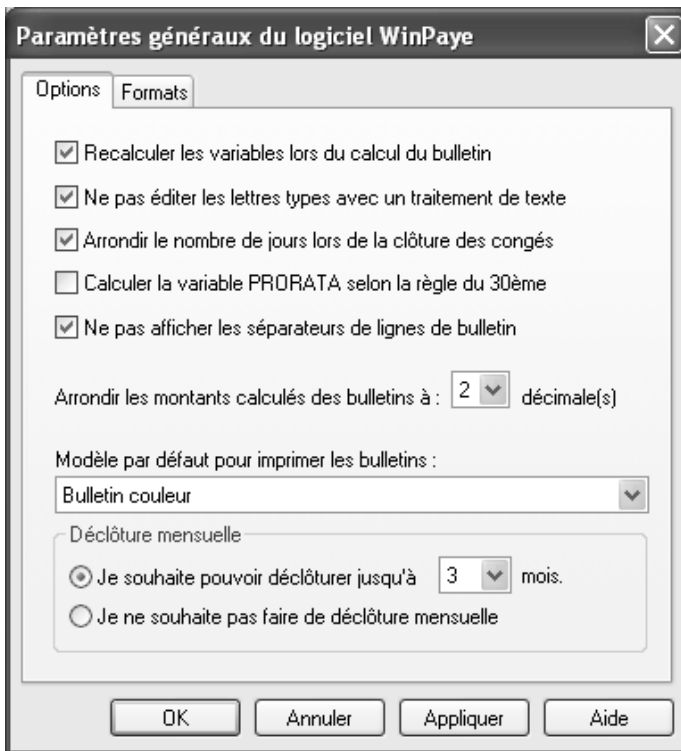 Paramètres généraux du logiciel WinPaye
Options Formats
Recalculer les variables lors du calcul du bulletin
Ne pas éditer les lettres types avec un traitement de texte
Arrondir le nombre de jours lors de la clôture des congés
Calculer la variable PRORATA selon la règle du 30ème
Ne pas afficher les séparateurs de lignes de bulletin
Arrondir les montants calculés des bulletins à : 2 décimale(s)
Modèle par défaut pour imprimer les bulletins :
Bulletin couleur
Déclôture mensuelle
Je souhaite pouvoir déclôturer jusqu'à 3 mois.
Je ne souhaite pas faire de déclôture mensuelle
OK Annuler Appliquer Aide